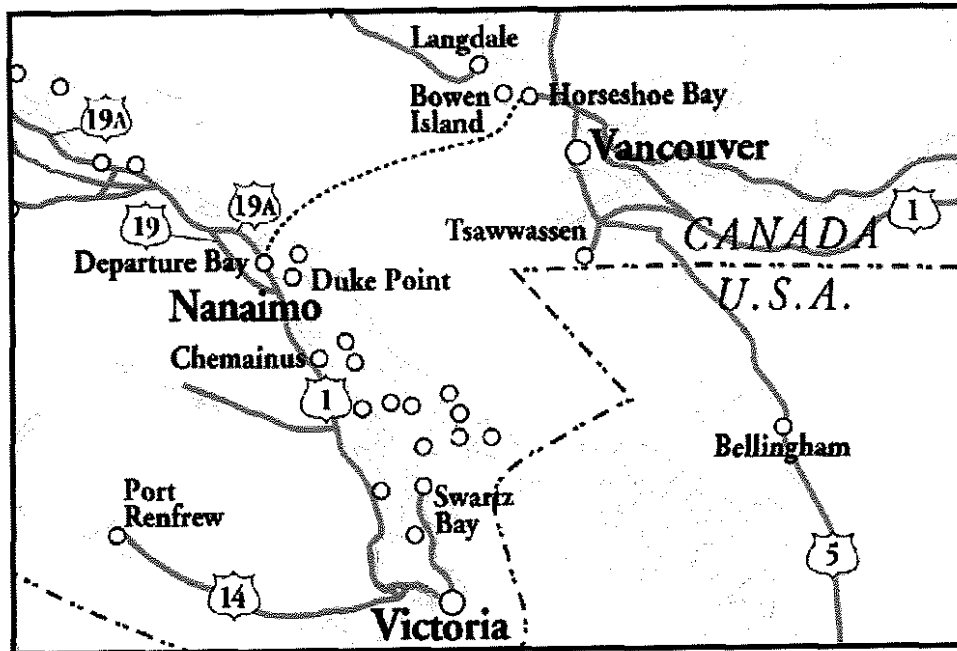 Langdale
Bowen
Island
Horseshoe Bay
19A
Vancouver
19A
19
1
Tsawwassen
CANADA
Departure Bay
Duke Point
U.S.A.
Nanaimo
Chemainus
1
Bellingham
Port
Renfrew
Swartz
Bay
5
14
Victoria